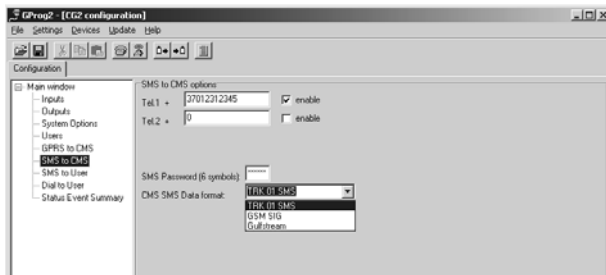 GProg2 - [CG2 configuration]
File Settings Devices Update Help
Configuration
Main window
Inputs
Outputs
System Options
Users
GPRS to CMS
SMS to CMS
SMS to User
Dial to User
Status Event Summary
SMS to CMS options
Tel.1 + 37012312345 enable
Tel.2 + 0 enable
SMS Password (6 symbols) ******
CMS SMS Data format: TRK 01 SMS
TRK 01 SMS
GSM SIG
Gulfstream